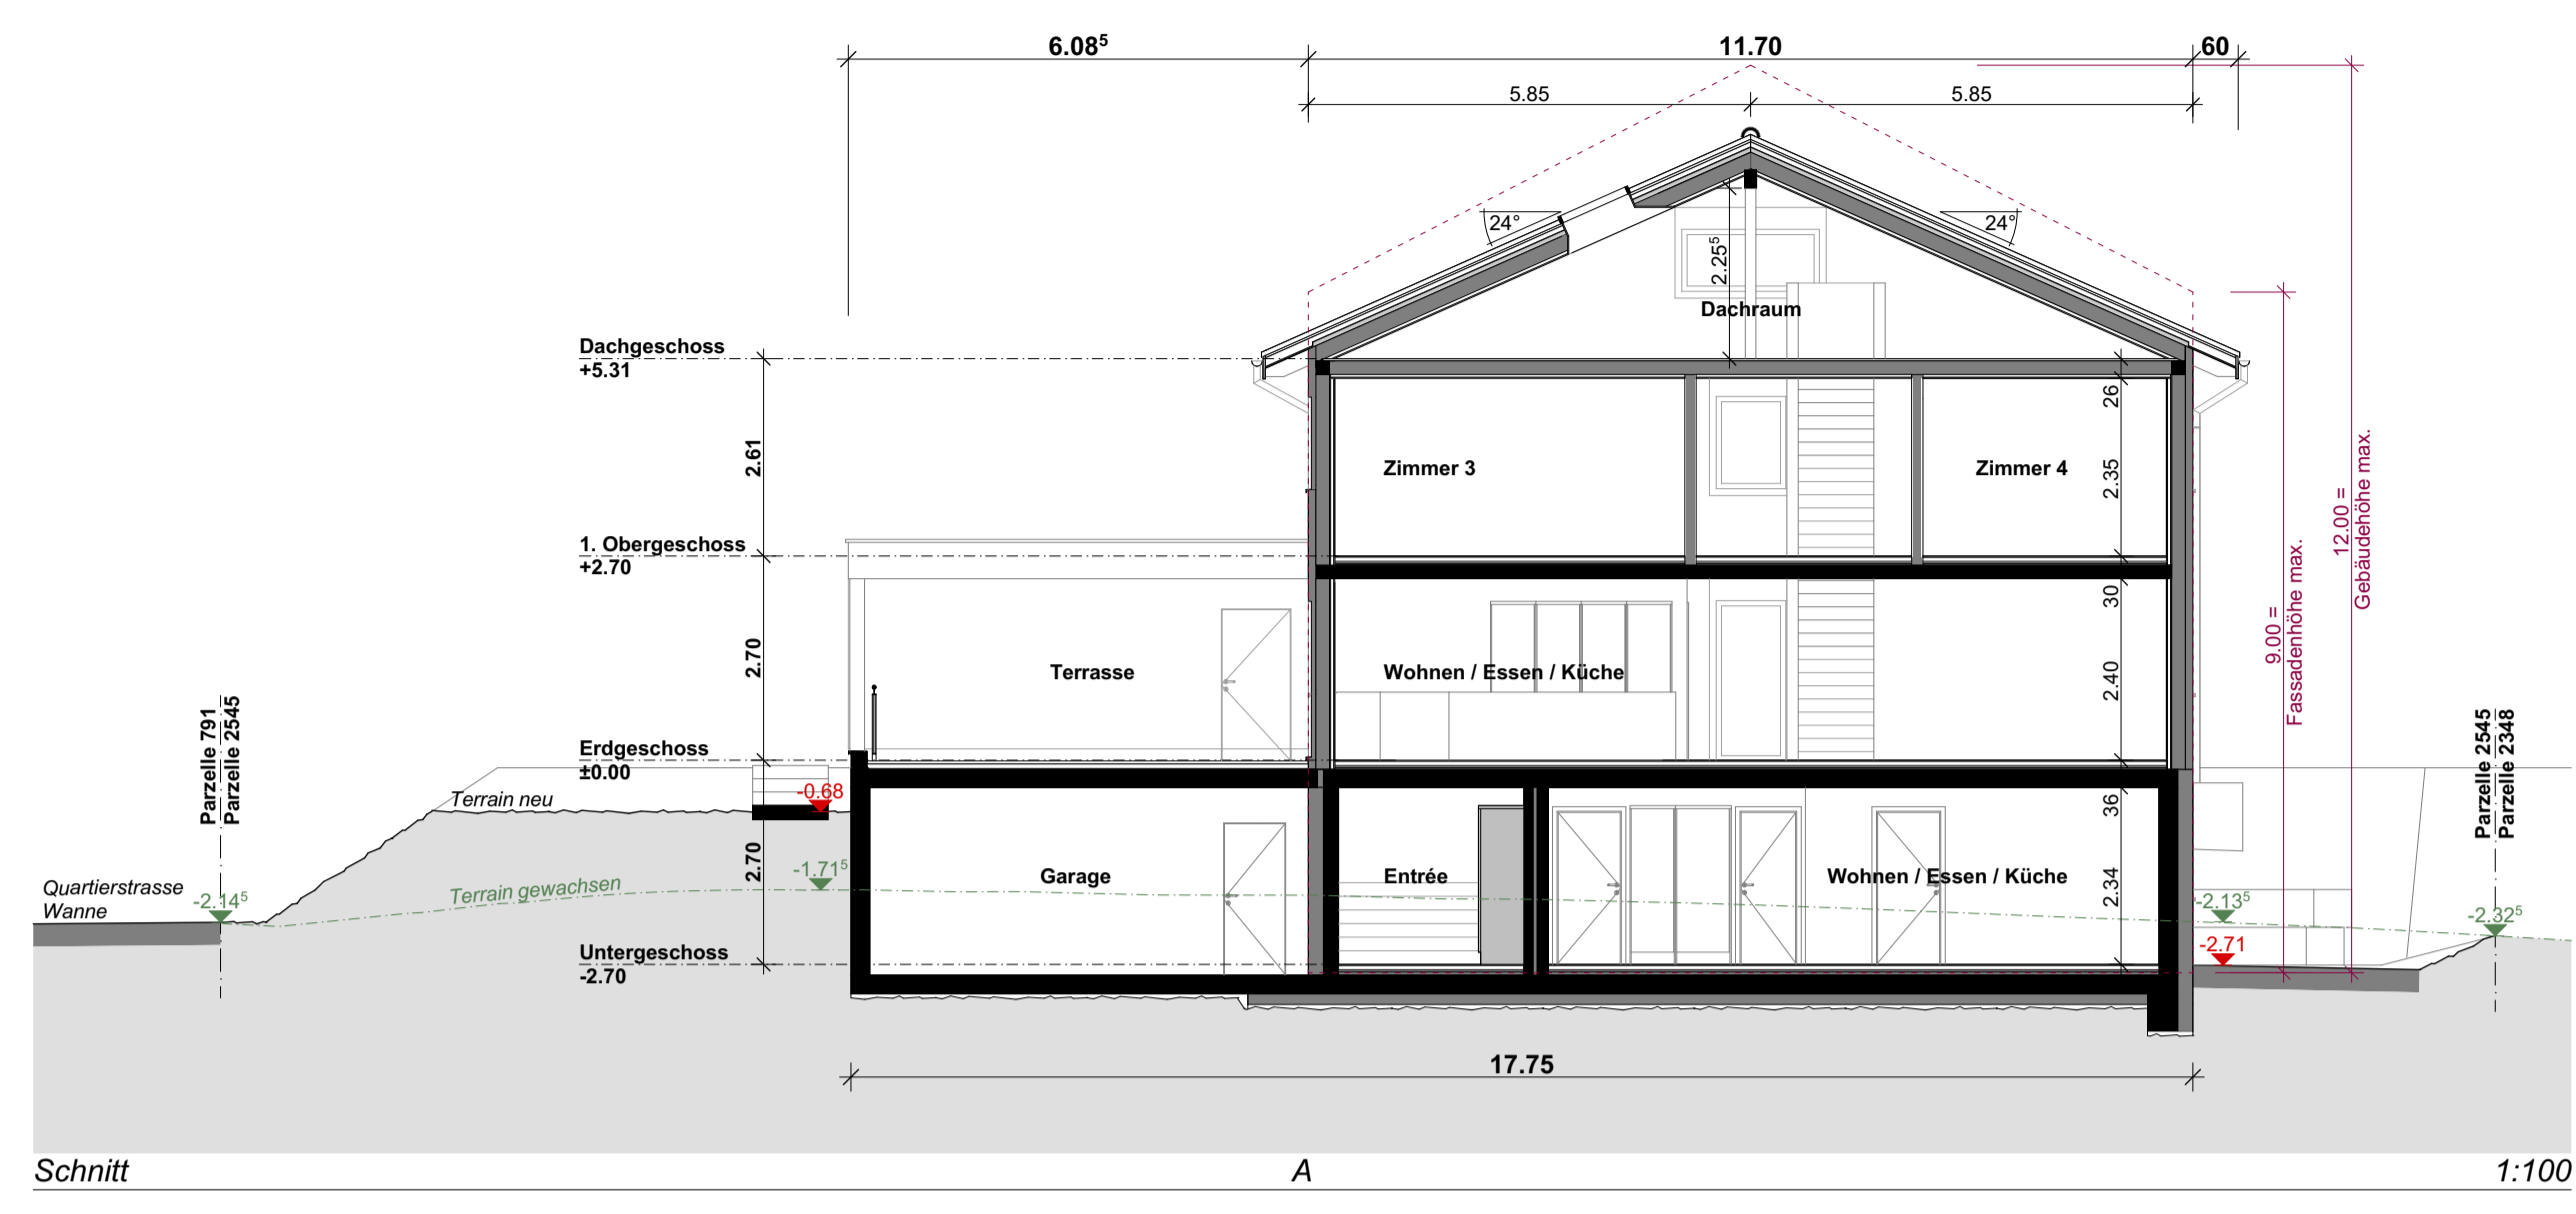 6.08⁵
11.70
60
5.85
5.85
24°
24°
2.25⁵
Dachraum
Dachgeschoss
+5.31
26
2.61
Zimmer 3
Zimmer 4
2.35
12.00 =
Gebäudehöhe max.
1. Obergeschoss
+2.70
30
9.00 =
Fassadenhöhe max.
2.70
Terrasse
Wohnen / Essen / Küche
2.40
Parzelle 791
Parzelle 2545
Parzelle 2545
Parzelle 2348
Erdgeschoss
±0.00
-0.68
Terrain neu
36
2.70
-1.71⁵
Garage
Entrée
Wohnen / Essen / Küche
2.34
Quartierstrasse
Wanne
-2.14⁵
Terrain gewachsen
-2.13⁵
-2.32⁵
-2.71
Untergeschoss
-2.70
17.75
Schnitt
A
1:100